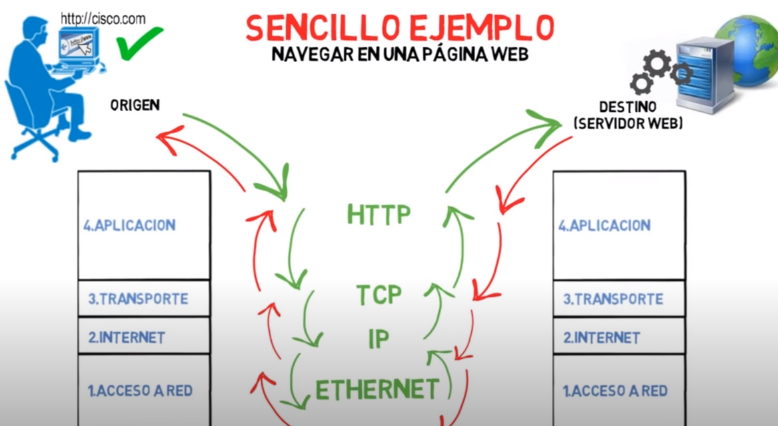 http://cisco.com
SENCILLO EJEMPLO
NAVEGAR EN UNA PÁGINA WEB
ORIGEN
DESTINO
(SERVIDOR WEB)
4.APLICACION
HTTP
4.APLICACION
3.TRANSPORTE
TCP
3.TRANSPORTE
2.INTERNET
IP
2.INTERNET
1.ACCESO A RED
ETHERNET
1.ACCESO A RED